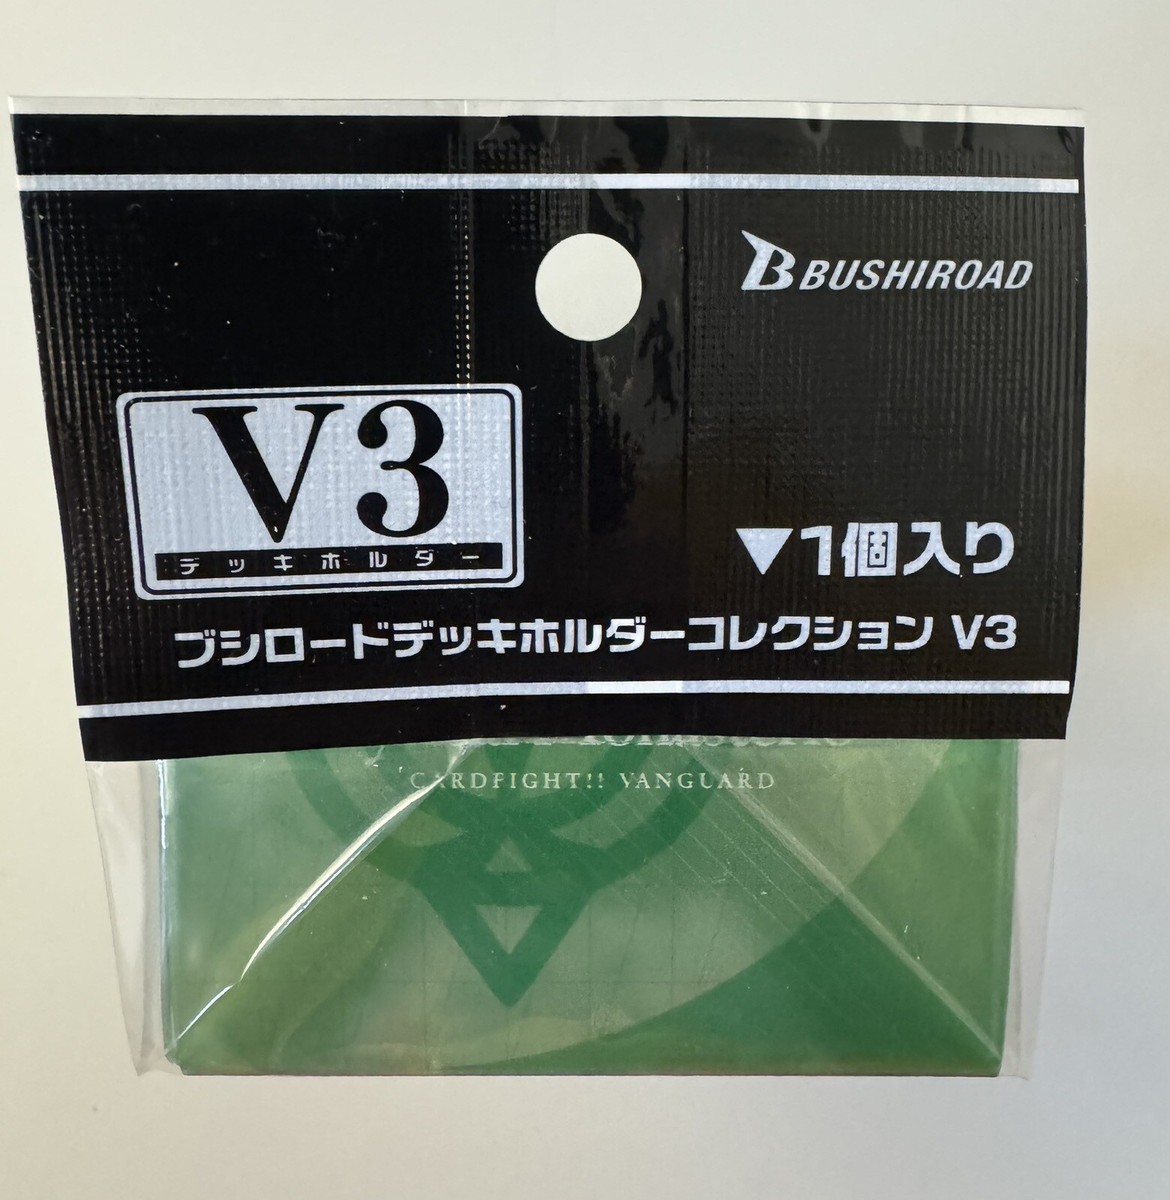 BUSHIROAD
V3
デッキホルダー
▼1個入り
ブシロードデッキホルダーコレクション V3
CARDFIGHT!! VANGUARD